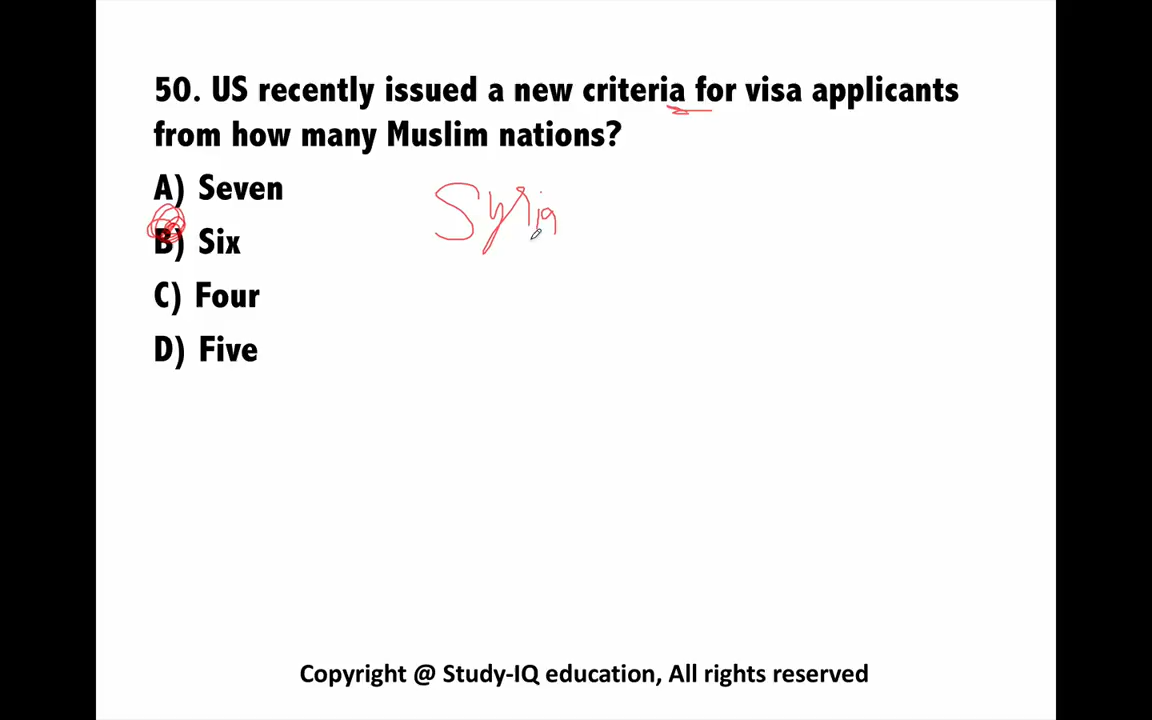 50. US recently issued a new criteria for visa applicants
from how many Muslim nations?
A) Seven
Syria
B) Six
C) Four
D) Five
Copyright @ Study-IQ education, All rights reserved